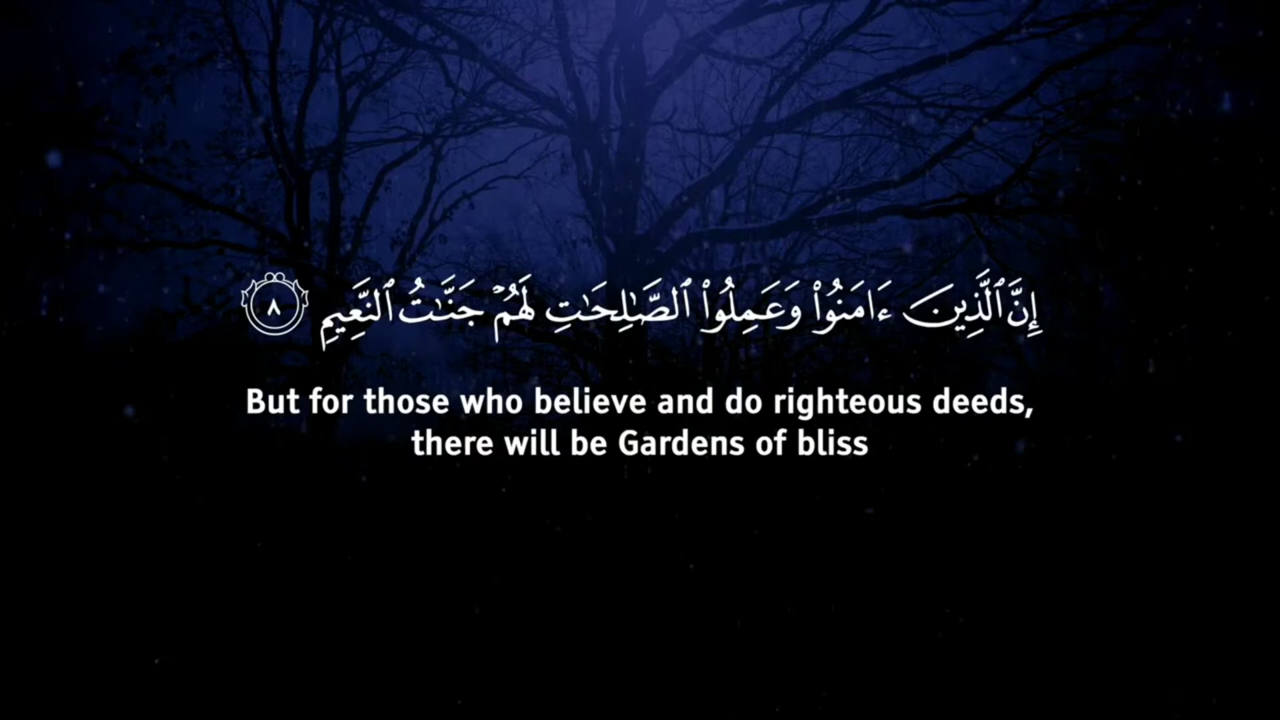 إِنَّ ٱلَّذِينَ ءَامَنُوا۟ وَعَمِلُوا۟ ٱلصَّـٰلِحَـٰتِ لَهُمْ جَنَّـٰتُ ٱلنَّعِيمِ ٨
But for those who believe and do righteous deeds,
there will be Gardens of bliss